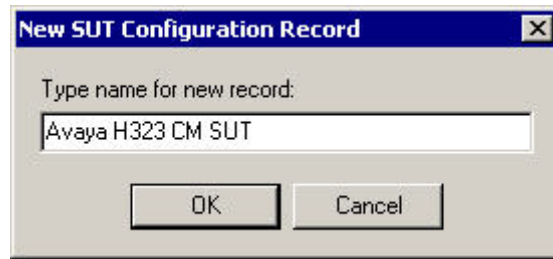 New SUT Configuration Record
Type name for new record:
Avaya H323 CM SUT
OK Cancel